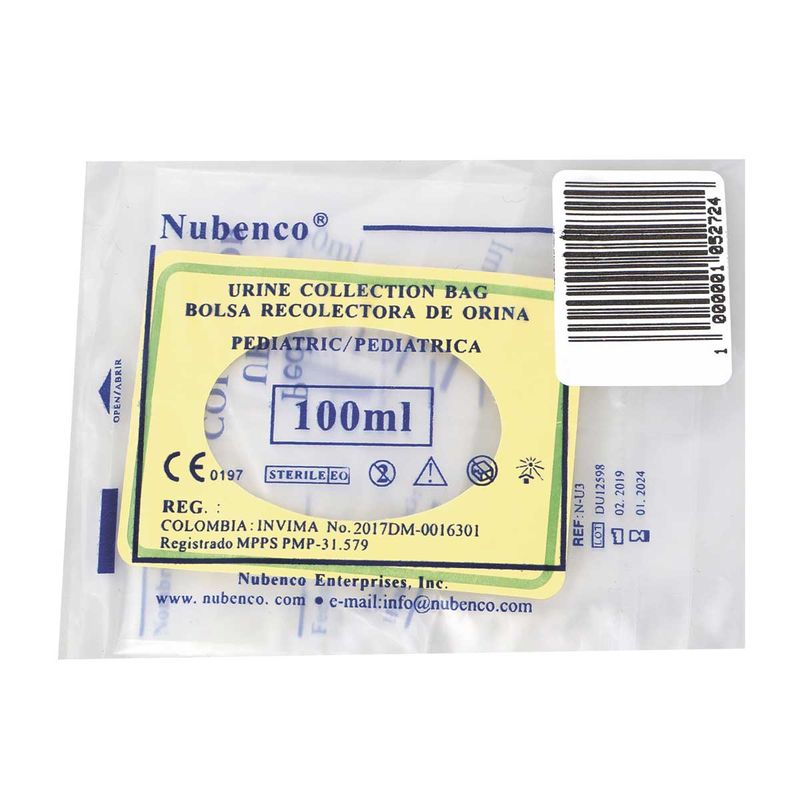 Nubenco®
URINE COLLECTION BAG
BOLSA RECOLECTORA DE ORINA
PEDIATRIC/PEDIATRICA
100ml
CE 0197 STERILE EO 2
REG. :
COLOMBIA: INVIMA No. 2017DM-0016301
Registrado MPPS PMP-31.579
Nubenco Enterprises, Inc.
www. nubenco. com • e-mail:info@nubenco.com
OPEN/ABRIR
1 000001 052724
REF: N-U3
LOT DU12598
02. 2019
01. 2024